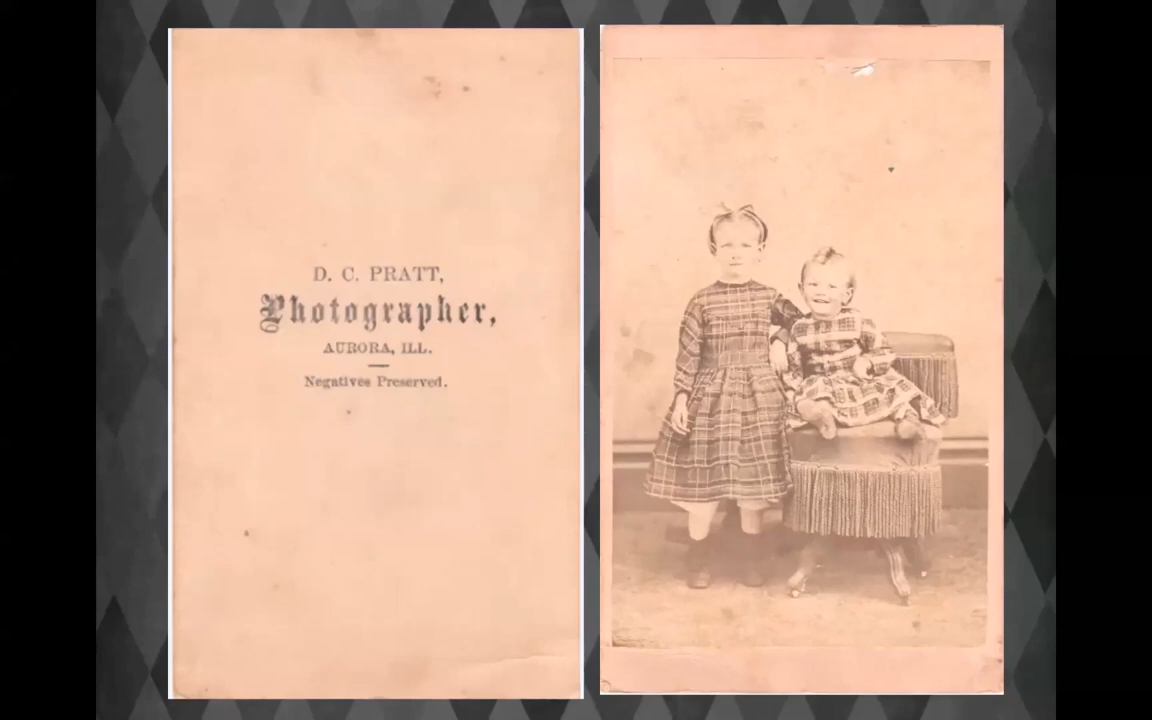 D. C. PRATT,
Photographer,
AURORA, ILL.
Negatives Preserved.